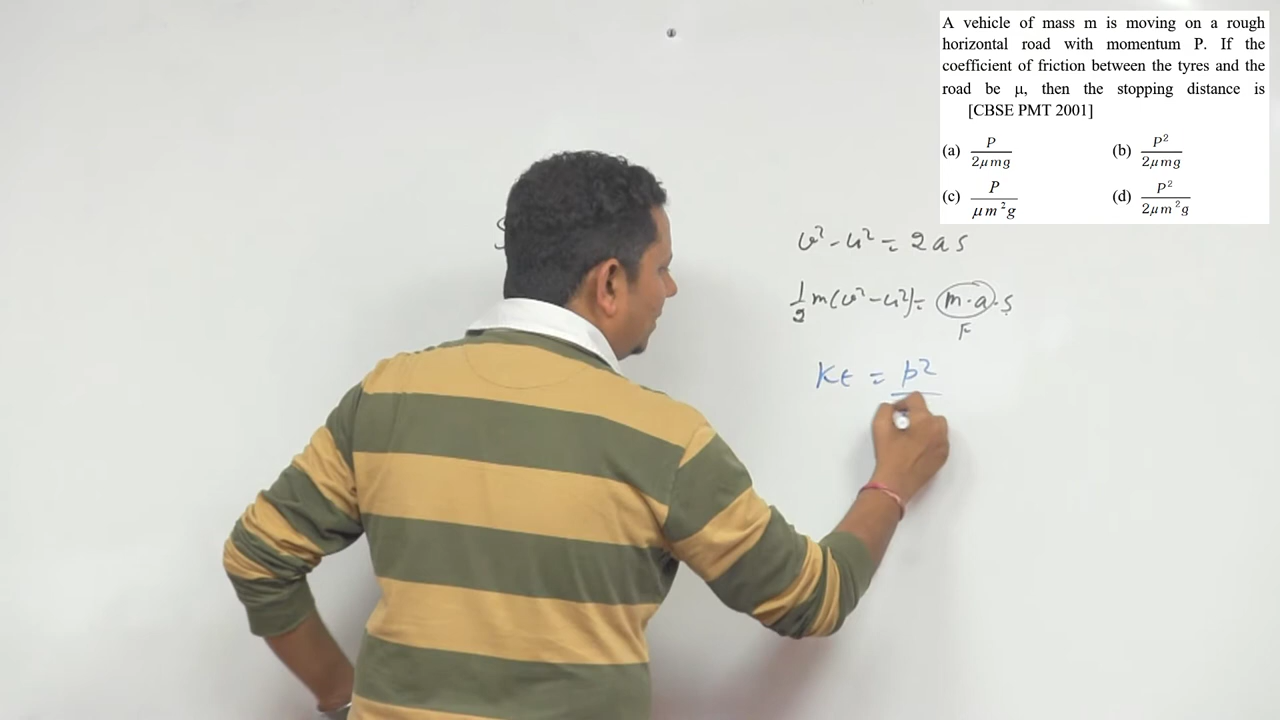 A vehicle of mass m is moving on a rough
horizontal road with momentum P. If the
coefficient of friction between the tyres and the
road be μ, then the stopping distance is
[CBSE PMT 2001]
(a) P/2μmg (b) P²/2μmg
(c) P/μm²g (d) P²/2μm²g
v² - u² = 2as
1/2 m(v² - u²) = m·a·s
F
KE = p²